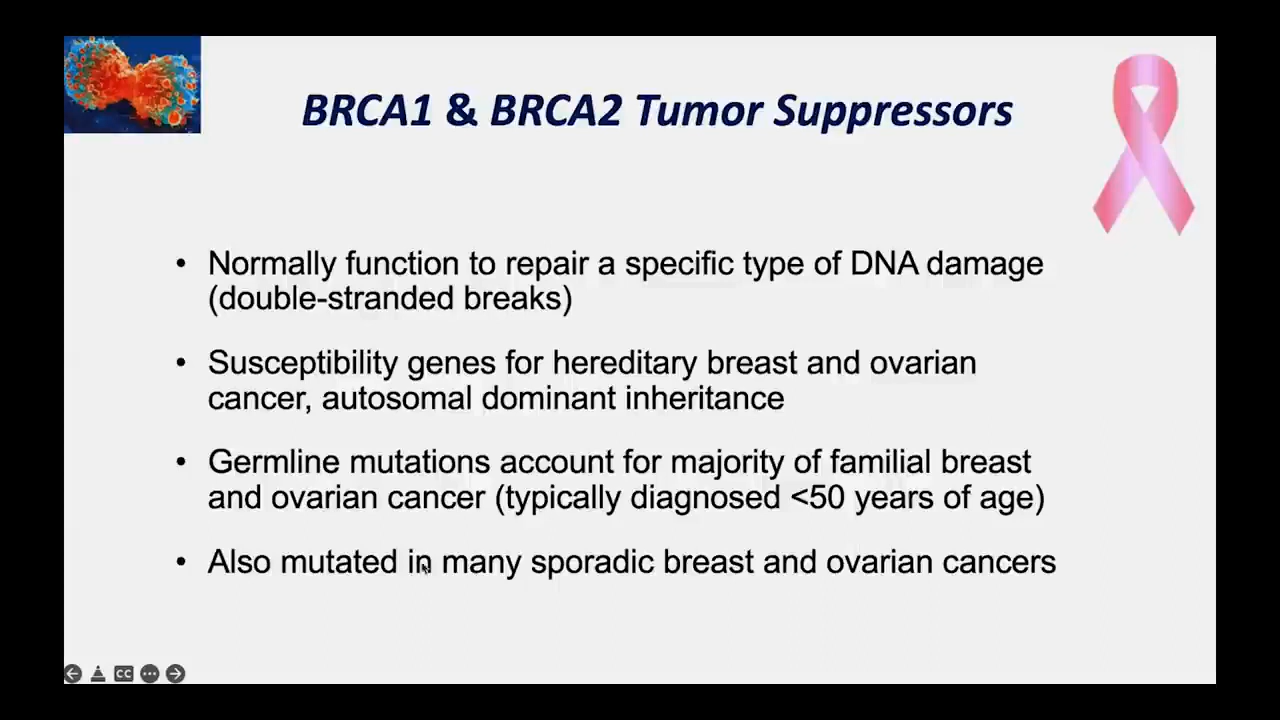 BRCA1 & BRCA2 Tumor Suppressors
• Normally function to repair a specific type of DNA damage
(double-stranded breaks)
• Susceptibility genes for hereditary breast and ovarian
cancer, autosomal dominant inheritance
• Germline mutations account for majority of familial breast
and ovarian cancer (typically diagnosed <50 years of age)
• Also mutated in many sporadic breast and ovarian cancers
CC